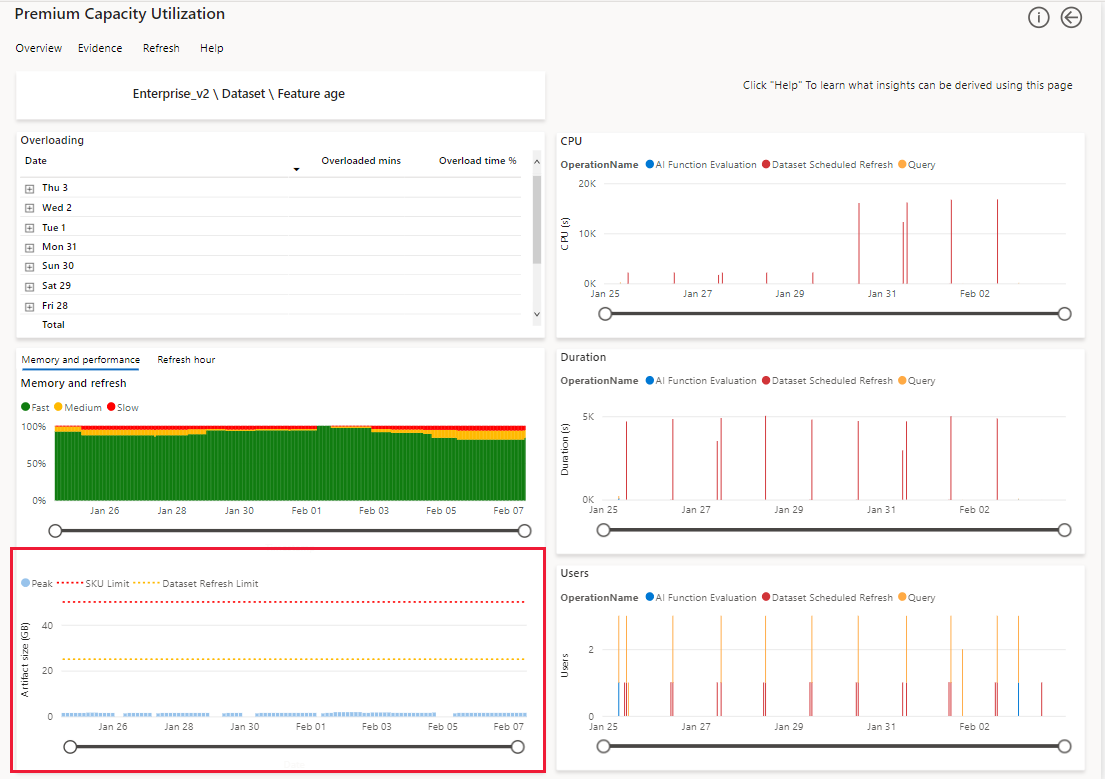 Premium Capacity Utilization
Overview Evidence Refresh Help
Enterprise_v2 \ Dataset \ Feature age
Click "Help" To learn what insights can be derived using this page
Overloading
Date Overloaded mins Overload time %
Thu 3
Wed 2
Tue 1
Mon 31
Sun 30
Sat 29
Fri 28
Total
CPU
OperationName AI Function Evaluation Dataset Scheduled Refresh Query
CPU (s)
20K
10K
0K
Jan 25 Jan 27 Jan 29 Jan 31 Feb 02
Memory and performance Refresh hour
Memory and refresh
Fast Medium Slow
100%
50%
0%
Jan 26 Jan 28 Jan 30 Feb 01 Feb 03 Feb 05 Feb 07
Duration
OperationName AI Function Evaluation Dataset Scheduled Refresh Query
Duration (s)
5K
0K
Jan 25 Jan 27 Jan 29 Jan 31 Feb 02
Peak SKU Limit Dataset Refresh Limit
Artifact size (GB)
40
20
0
Jan 26 Jan 28 Jan 30 Feb 01 Feb 03 Feb 05 Feb 07
Users
OperationName AI Function Evaluation Dataset Scheduled Refresh Query
Users
2
0
Jan 25 Jan 27 Jan 29 Jan 31 Feb 02